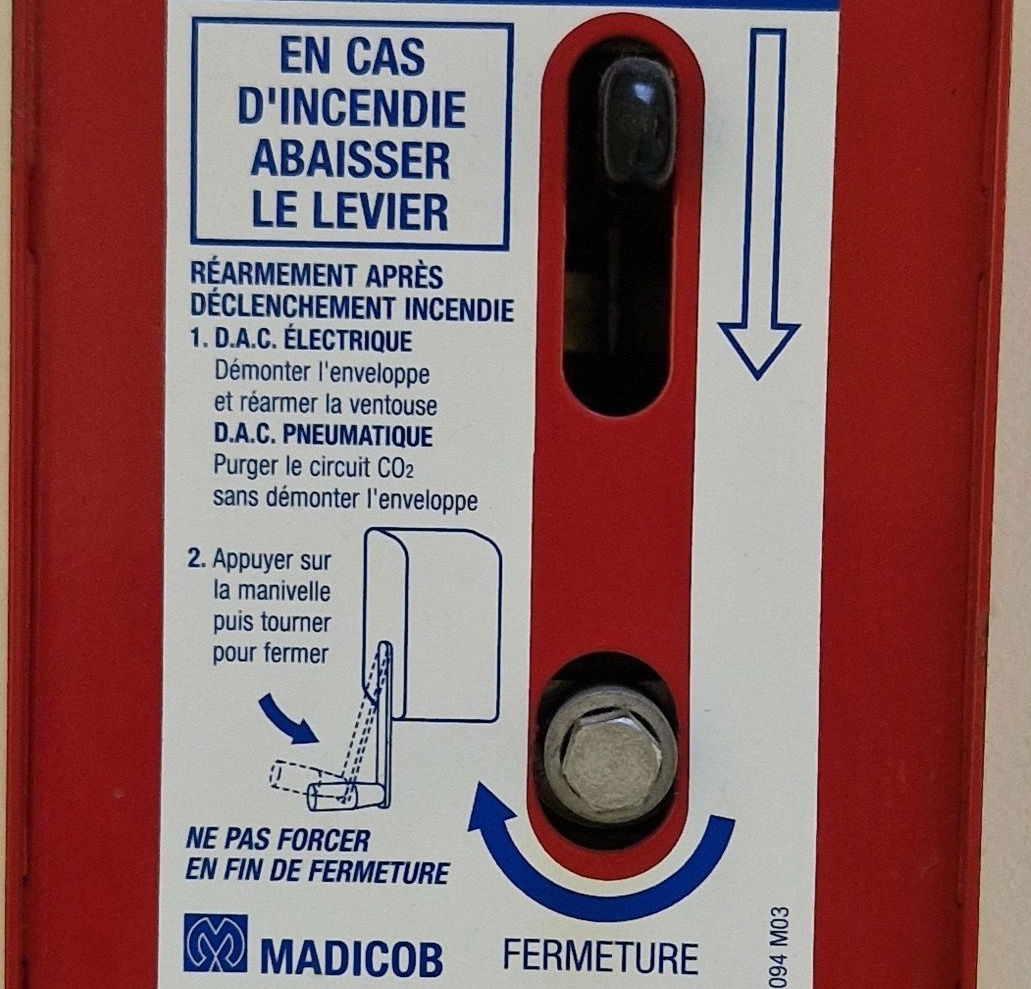 EN CAS
D'INCENDIE
ABAISSER
LE LEVIER
RÉARMEMENT APRÈS
DÉCLENCHEMENT INCENDIE
1. D.A.C. ÉLECTRIQUE
Démonter l'enveloppe
et réarmer la ventouse
D.A.C. PNEUMATIQUE
Purger le circuit CO₂
sans démonter l'enveloppe
2. Appuyer sur
la manivelle
puis tourner
pour fermer
NE PAS FORCER
EN FIN DE FERMETURE
MADICOB
FERMETURE
094 M03